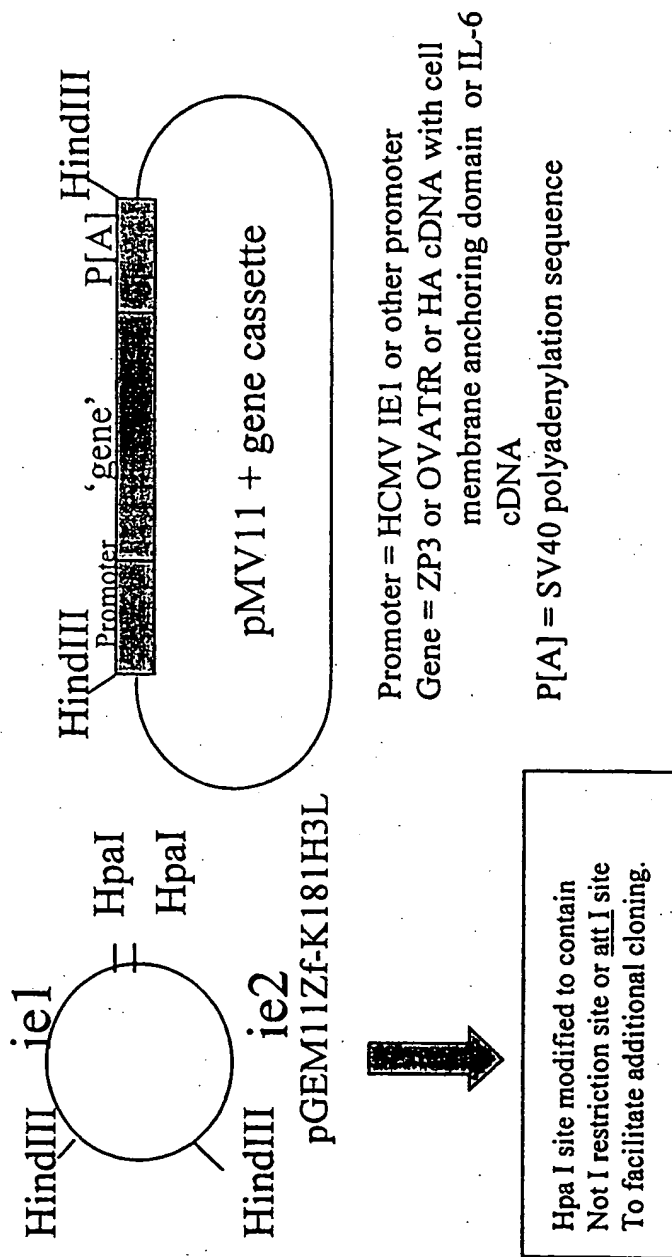 HindIII
ie1
HpaI
HpaI
HindIII
ie2
pGEM11Zf-K181H3L
Hpa I site modified to contain
Not I restriction site or att I site
To facilitate additional cloning.
HindIII
Promoter
‘gene’
P[A]
HindIII
pMV11 + gene cassette
Promoter = HCMV IE1 or other promoter
Gene = ZP3 or OVATfR or HA cDNA with cell
membrane anchoring domain or IL-6
cDNA
P[A] = SV40 polyadenylation sequence